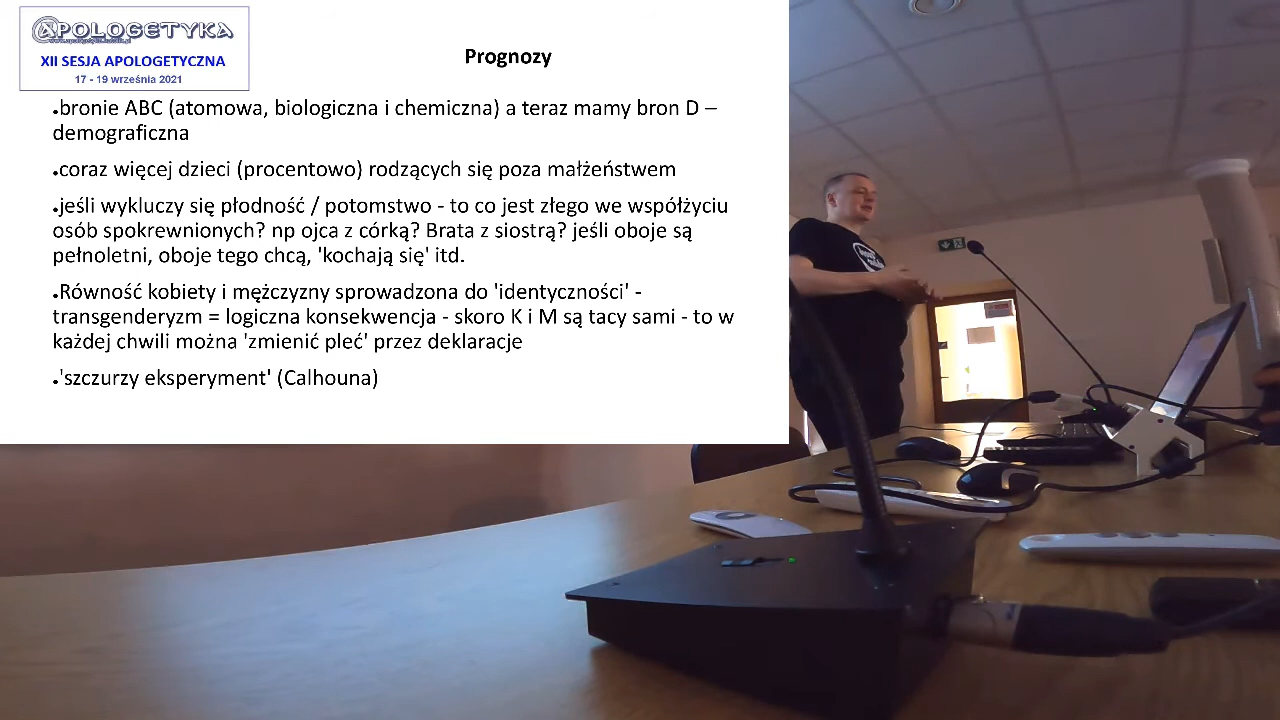 @POLOGETYKA
XII SESJA APOLOGETYCZNA
17 - 19 września 2021
Prognozy
•bronie ABC (atomowa, biologiczna i chemiczna) a teraz mamy bron D –
demograficzna
•coraz więcej dzieci (procentowo) rodzących się poza małżeństwem
•jeśli wykluczy się płodność / potomstwo - to co jest złego we współżyciu
osób spokrewnionych? np ojca z córką? Brata z siostrą? jeśli oboje są
pełnoletni, oboje tego chcą, 'kochają się' itd.
•Równość kobiety i mężczyzny sprowadzona do 'identyczności' -
transgenderyzm = logiczna konsekwencja - skoro K i M są tacy sami - to w
każdej chwili można 'zmienić pleć' przez deklaracje
•'szczurzy eksperyment' (Calhouna)